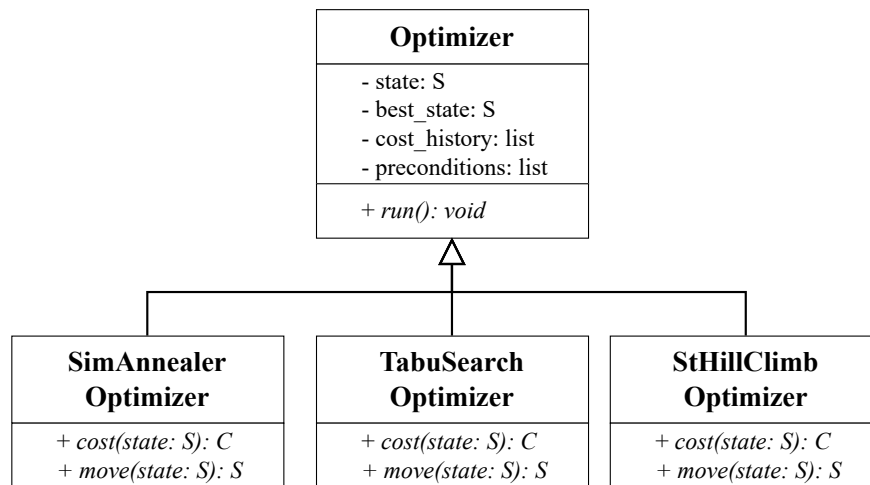 Optimizer
- state: S
- best_state: S
- cost_history: list
- preconditions: list
+ run(): void
SimAnnealer
Optimizer
+ cost(state: S): C
+ move(state: S): S
TabuSearch
Optimizer
+ cost(state: S): C
+ move(state: S): S
StHillClimb
Optimizer
+ cost(state: S): C
+ move(state: S): S